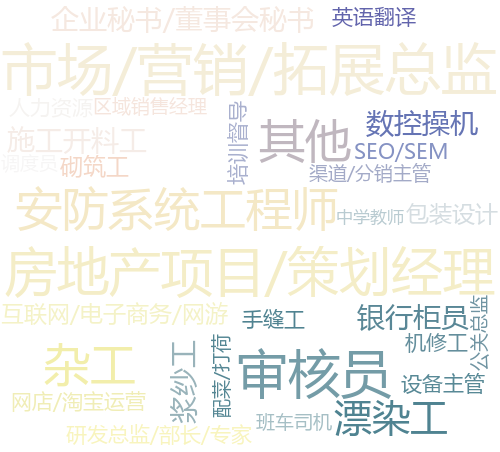 企业秘书/董事会秘书
英语翻译
市场/营销/拓展总监
人力资源
区域销售经理
培训督导
其他
数控操机
施工开料工
SEO/SEM
调度员
砌筑工
渠道/分销主管
安防系统工程师
中学教师
包装设计
房地产项目/策划经理
互联网/电子商务/网游
手缝工
银行柜员
公关总监
机修工
杂工
浆纱工
配菜/打荷
审核员
设备主管
网店/淘宝运营
班车司机
漂染工
研发总监/部长/专家